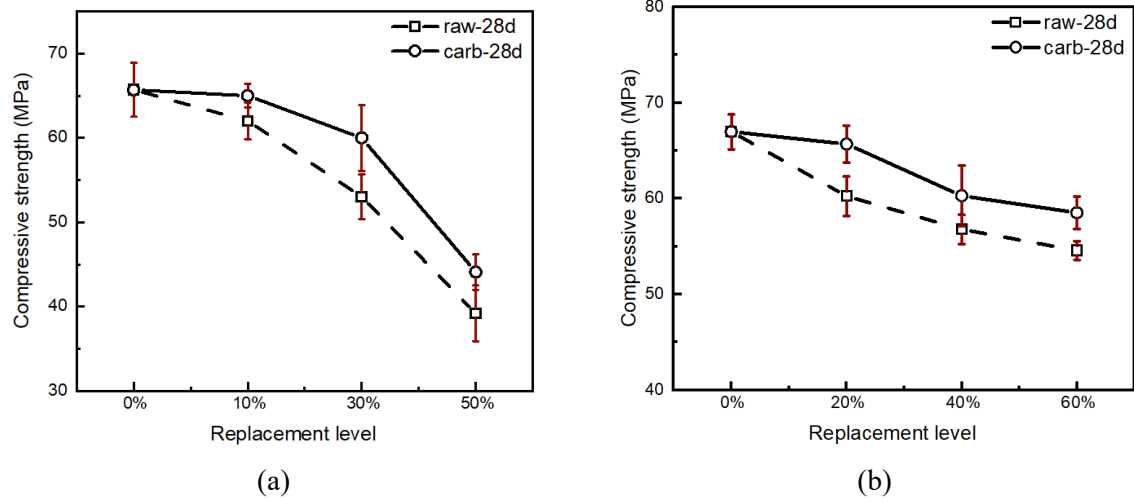 raw-28d
carb-28d
70
60
50
40
30
Compressive strength (MPa)
0%
10%
30%
50%
Replacement level
(a)
raw-28d
carb-28d
80
70
60
50
40
Compressive strength (MPa)
0%
20%
40%
60%
Replacement level
(b)